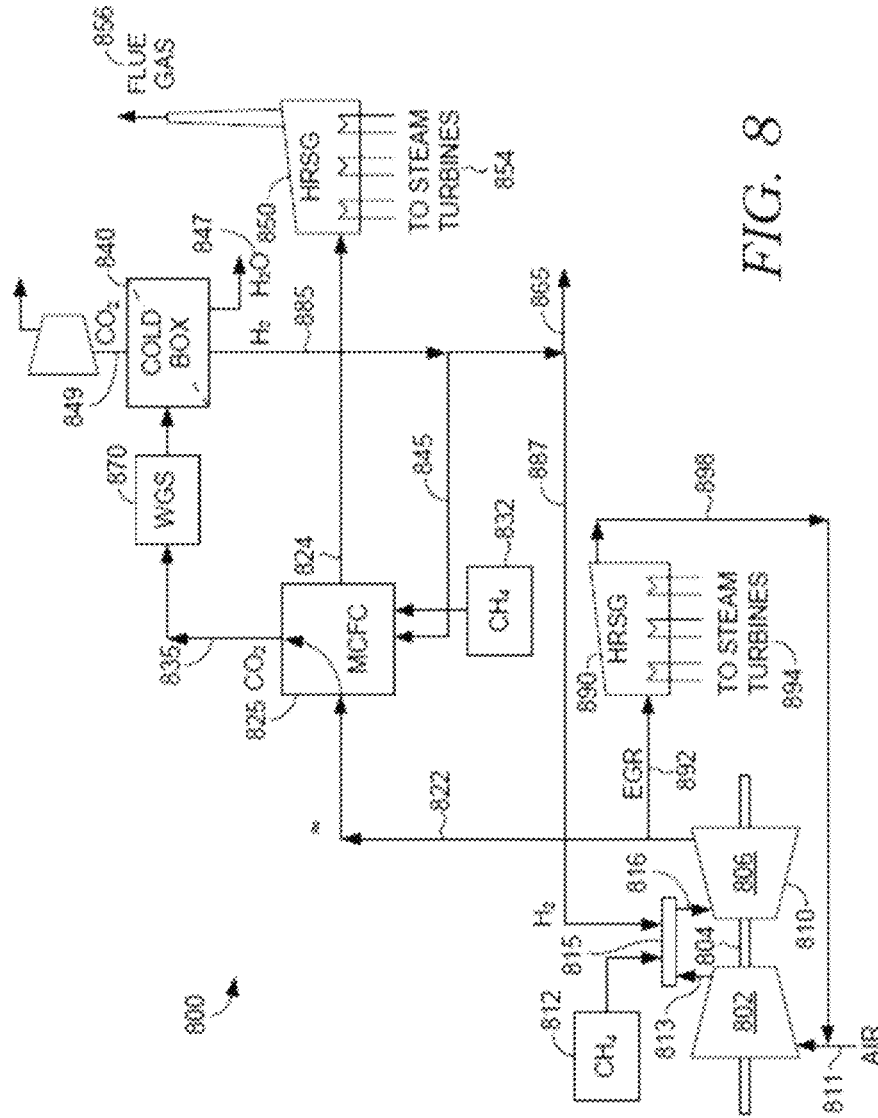 856
FLUE
GAS
849
CO₂
840
COLD
BOX
847
H₂O
850
HRSG
TO STEAM
TURBINES
854
870
WGS
H₂
885
835
CO₂
825
MCFC
824
845
832
CH₄
865
887
822
EGR
892
890
HRSG
898
TO STEAM
TURBINES
894
800
H₂
815
816
804
806
810
812
CH₄
813
802
811
AIR
FIG. 8